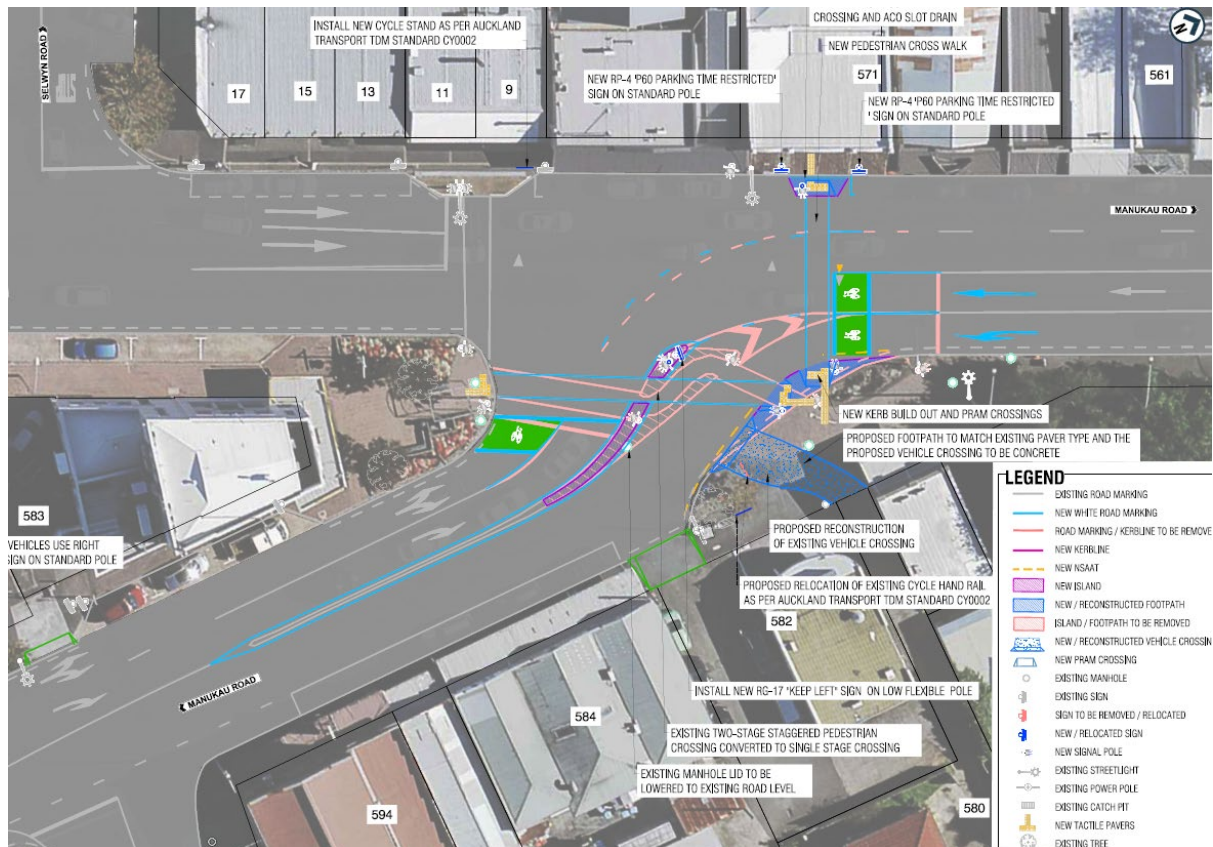 INSTALL NEW CYCLE STAND AS PER AUCKLAND
TRANSPORT TDM STANDARD CY0002
CROSSING AND ACO SLOT DRAIN
NEW PEDESTRIAN CROSS WALK
NEW RP-4 'P60 PARKING TIME RESTRICTED'
SIGN ON STANDARD POLE
NEW RP-4 'P60 PARKING TIME RESTRICTED
' SIGN ON STANDARD POLE
N
SELWYN ROAD
17
15
13
11
9
571
561
MANUKAU ROAD
NEW KERB BUILD OUT AND PRAM CROSSINGS
PROPOSED FOOTPATH TO MATCH EXISTING PAVER TYPE AND THE
PROPOSED VEHICLE CROSSING TO BE CONCRETE
583
VEHICLES USE RIGHT
SIGN ON STANDARD POLE
PROPOSED RECONSTRUCTION
OF EXISTING VEHICLE CROSSING
PROPOSED RELOCATION OF EXISTING CYCLE HAND RAIL
AS PER AUCKLAND TRANSPORT TDM STANDARD CY0002
582
MANUKAU ROAD
INSTALL NEW RG-17 'KEEP LEFT' SIGN ON LOW FLEXIBLE POLE
584
EXISTING TWO-STAGE STAGGERED PEDESTRIAN
CROSSING CONVERTED TO SINGLE STAGE CROSSING
EXISTING MANHOLE LID TO BE
LOWERED TO EXISTING ROAD LEVEL
594
580
LEGEND
EXISTING ROAD MARKING
NEW WHITE ROAD MARKING
ROAD MARKING / KERBLINE TO BE REMOVE
NEW KERBLINE
NEW NSAAT
NEW ISLAND
NEW / RECONSTRUCTED FOOTPATH
ISLAND / FOOTPATH TO BE REMOVED
NEW / RECONSTRUCTED VEHICLE CROSSIN
NEW PRAM CROSSING
EXISTING MANHOLE
EXISTING SIGN
SIGN TO BE REMOVED / RELOCATED
NEW / RELOCATED SIGN
NEW SIGNAL POLE
EXISTING STREETLIGHT
EXISTING POWER POLE
EXISTING CATCH PIT
NEW TACTILE PAVERS
EXISTING TREE